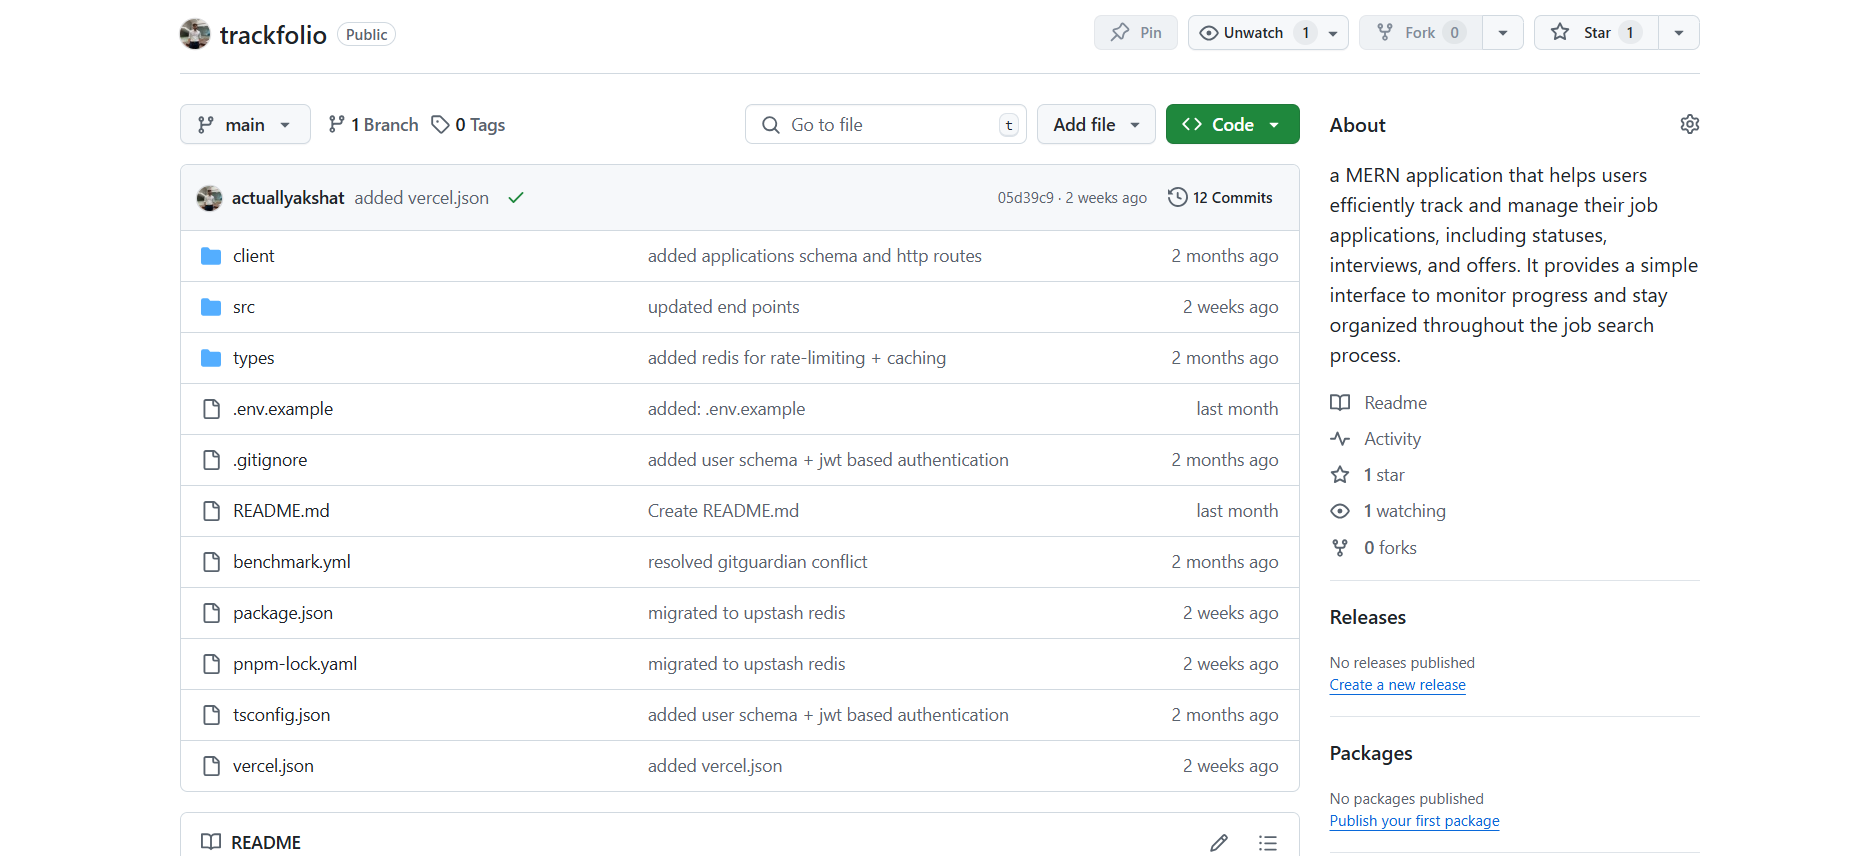 trackfolio Public
Pin Unwatch 1 Fork 0 Star 1
main 1 Branch 0 Tags Go to file t Add file Code
actuallyakshat added vercel.json 05d39c9 · 2 weeks ago 12 Commits
client added applications schema and http routes 2 months ago
src updated end points 2 weeks ago
types added redis for rate-limiting + caching 2 months ago
.env.example added: .env.example last month
.gitignore added user schema + jwt based authentication 2 months ago
README.md Create README.md last month
benchmark.yml resolved gitguardian conflict 2 months ago
package.json migrated to upstash redis 2 weeks ago
pnpm-lock.yaml migrated to upstash redis 2 weeks ago
tsconfig.json added user schema + jwt based authentication 2 months ago
vercel.json added vercel.json 2 weeks ago
README
About
a MERN application that helps users
efficiently track and manage their job
applications, including statuses,
interviews, and offers. It provides a simple
interface to monitor progress and stay
organized throughout the job search
process.
Readme
Activity
1 star
1 watching
0 forks
Releases
No releases published
Create a new release
Packages
No packages published
Publish your first package